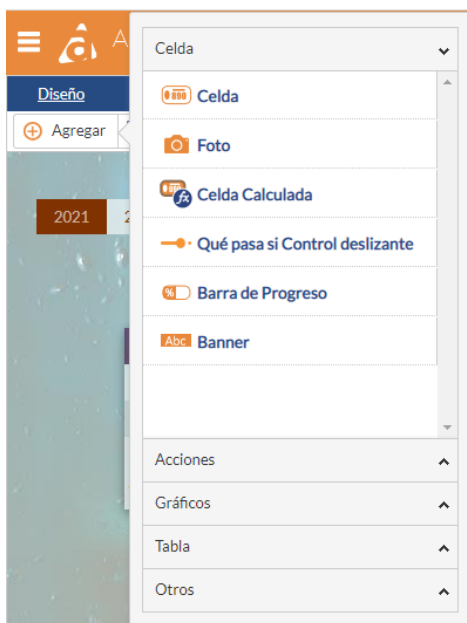 A
Diseño
Agregar
2021
Celda
Celda
Foto
fx
Celda Calculada
Qué pasa si Control deslizante
%
Barra de Progreso
Abc
Banner
Acciones
Gráficos
Tabla
Otros